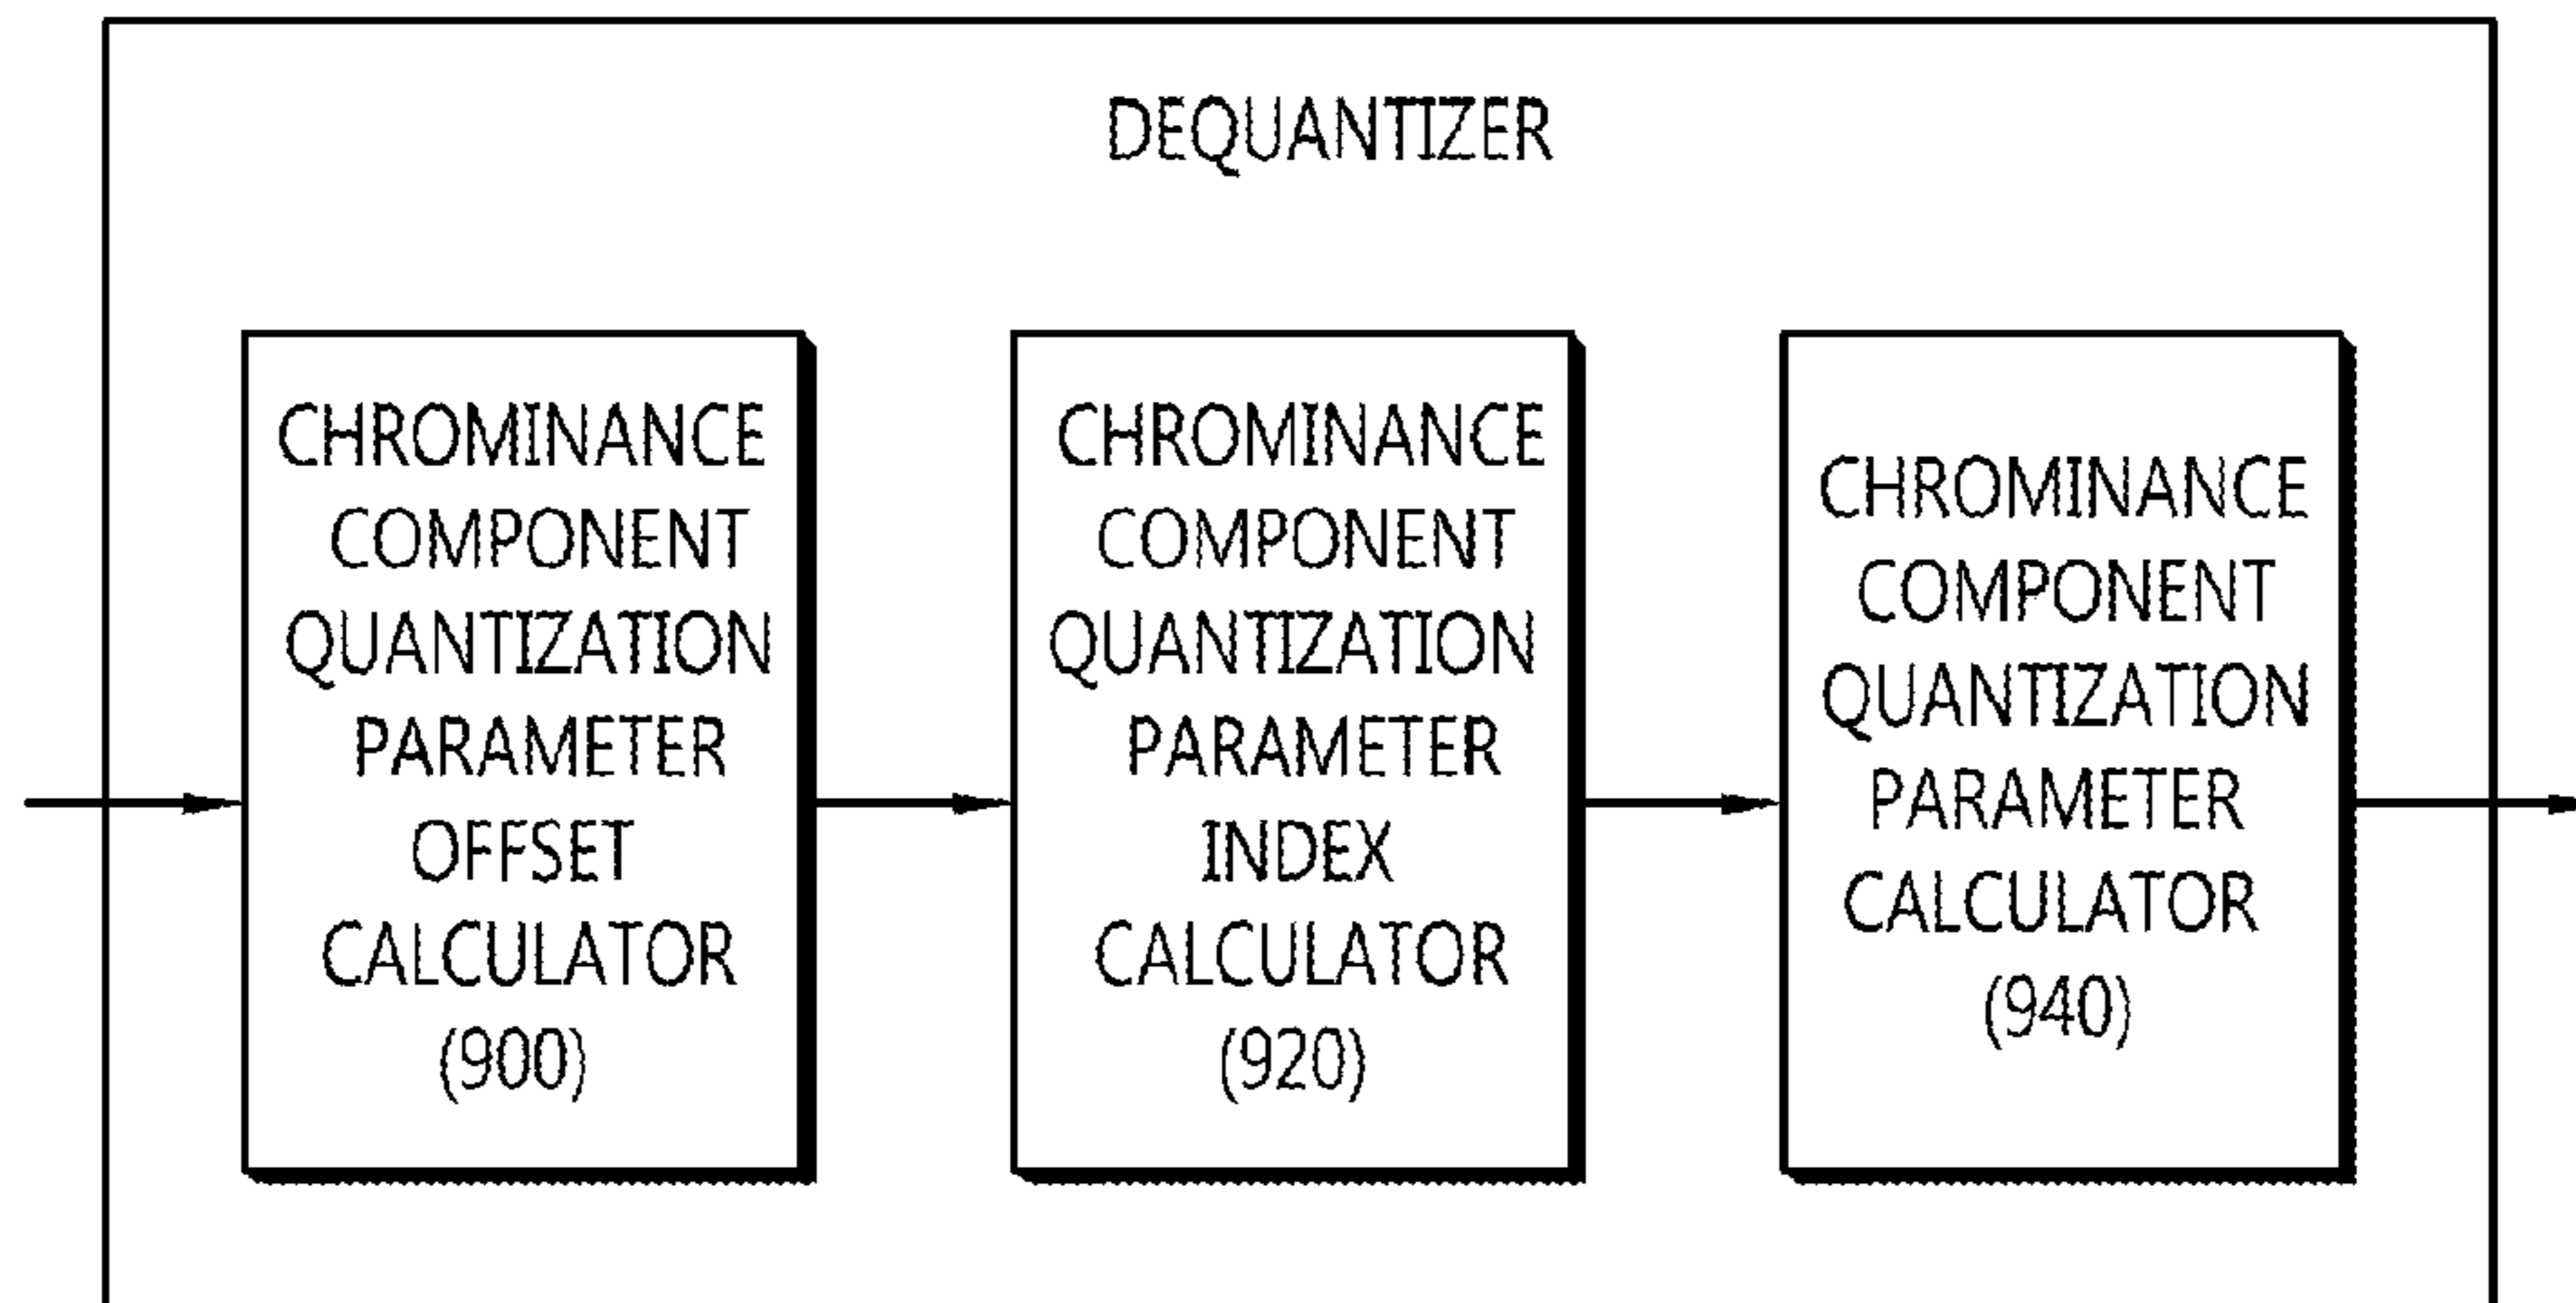 DEQUANTIZER
CHROMINANCE
COMPONENT
QUANTIZATION
PARAMETER
OFFSET
CALCULATOR
(900)
CHROMINANCE
COMPONENT
QUANTIZATION
PARAMETER
INDEX
CALCULATOR
(920)
CHROMINANCE
COMPONENT
QUANTIZATION
PARAMETER
CALCULATOR
(940)